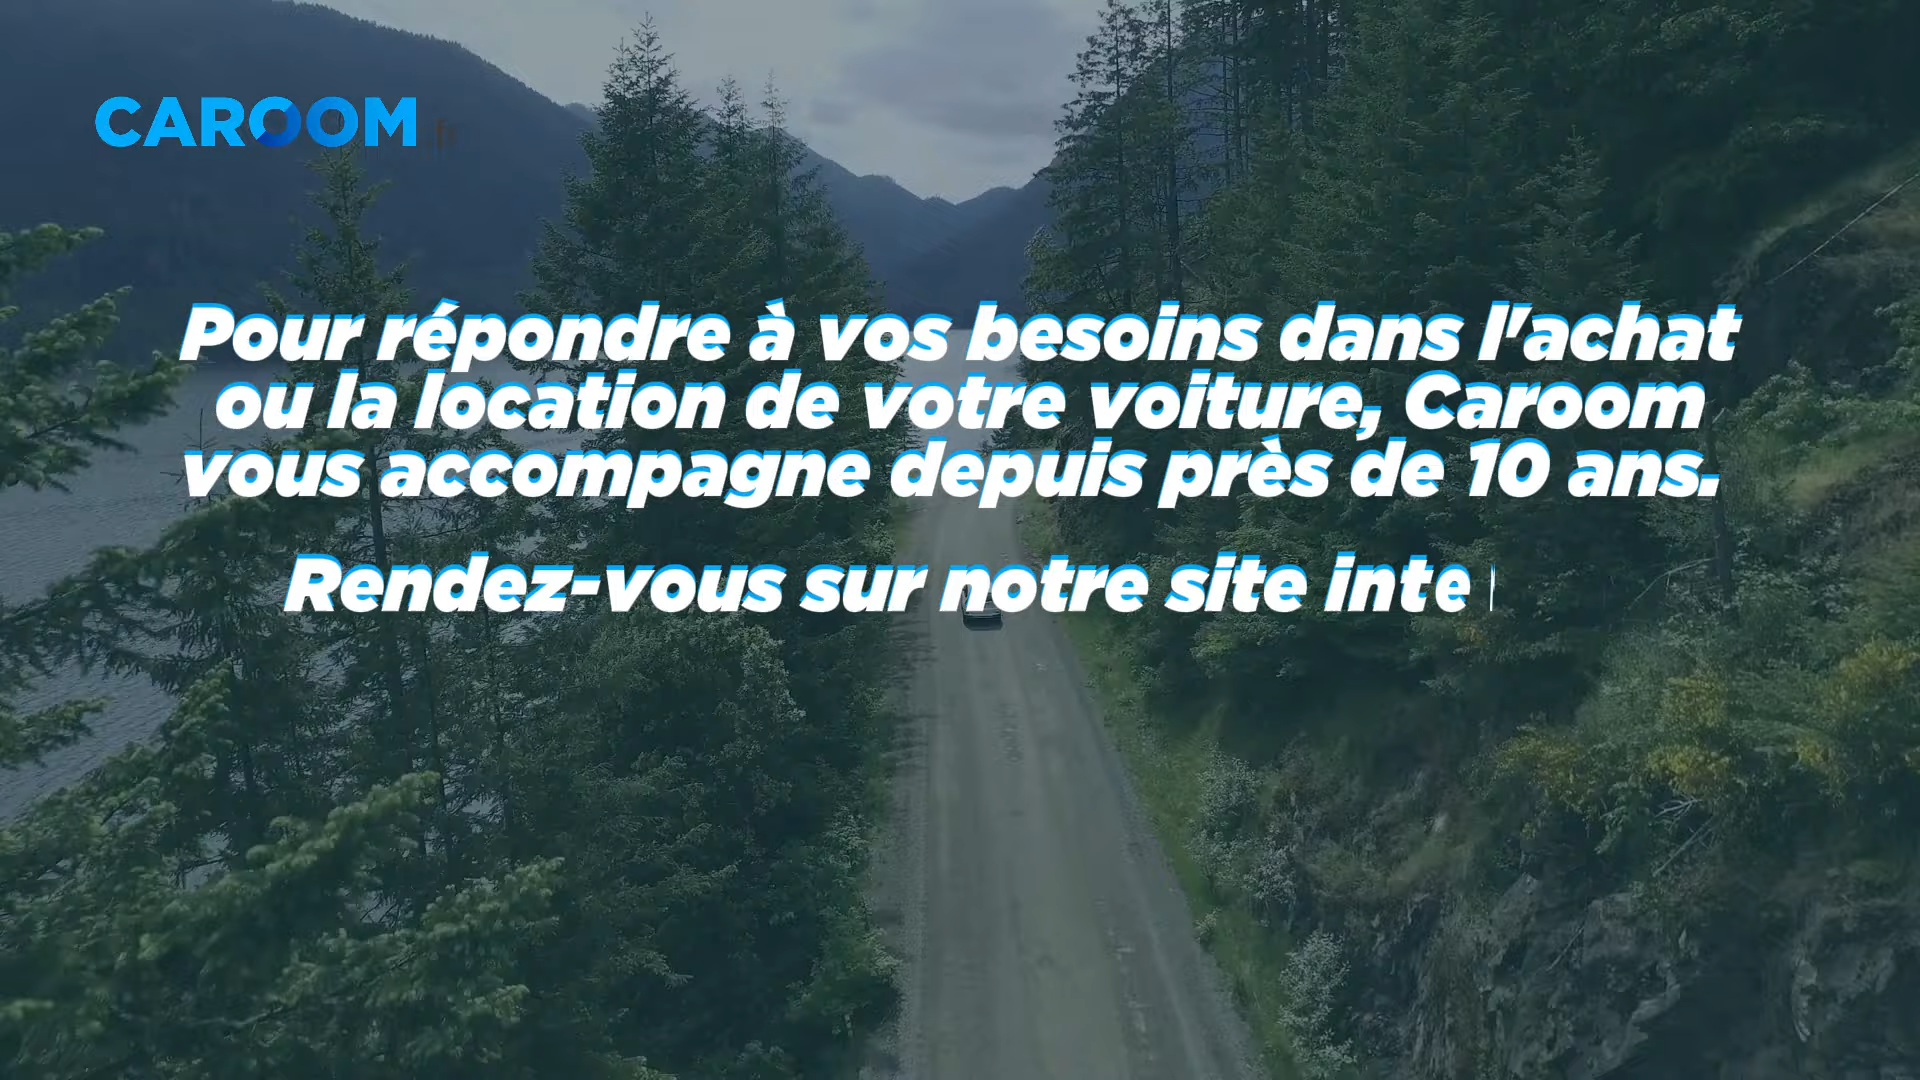 CAROOM
Pour répondre à vos besoins dans l'achat
ou la location de votre voiture, Caroom
vous accompagne depuis près de 10 ans.
Rendez-vous sur notre site inte